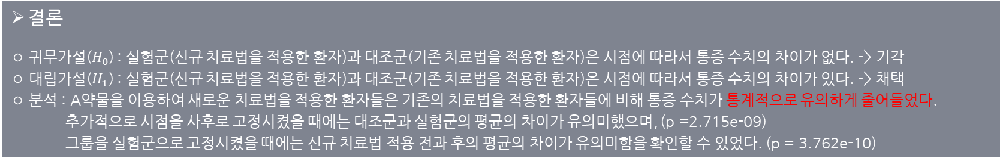 ➢ 결론
○ 귀무가설(𝐻₀) : 실험군(신규 치료법을 적용한 환자)과 대조군(기존 치료법을 적용한 환자)은 시점에 따라서 통증 수치의 차이가 없다. -> 기각
○ 대립가설(𝐻₁) : 실험군(신규 치료법을 적용한 환자)과 대조군(기존 치료법을 적용한 환자)은 시점에 따라서 통증 수치의 차이가 있다. -> 채택
○ 분석 : A약물을 이용하여 새로운 치료법을 적용한 환자들은 기존의 치료법을 적용한 환자들에 비해 통증 수치가 통계적으로 유의하게 줄어들었다.
추가적으로 시점을 사후로 고정시켰을 때에는 대조군과 실험군의 평균의 차이가 유의미했으며, (p =2.715e-09)
그룹을 실험군으로 고정시켰을 때에는 신규 치료법 적용 전과 후의 평균의 차이가 유의미함을 확인할 수 있었다. (p = 3.762e-10)